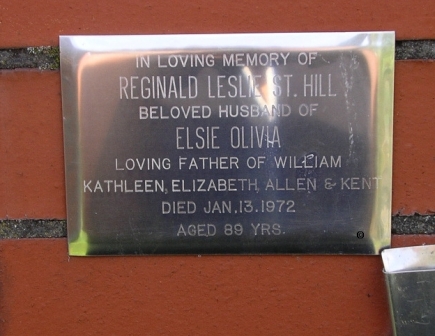 IN LOVING MEMORY OF
REGINALD LESLIE ST. HILL
BELOVED HUSBAND OF
ELSIE OLIVIA
LOVING FATHER OF WILLIAM
KATHLEEN, ELIZABETH, ALLEN & KENT
DIED JAN. 13. 1972
AGED 89 YRS.